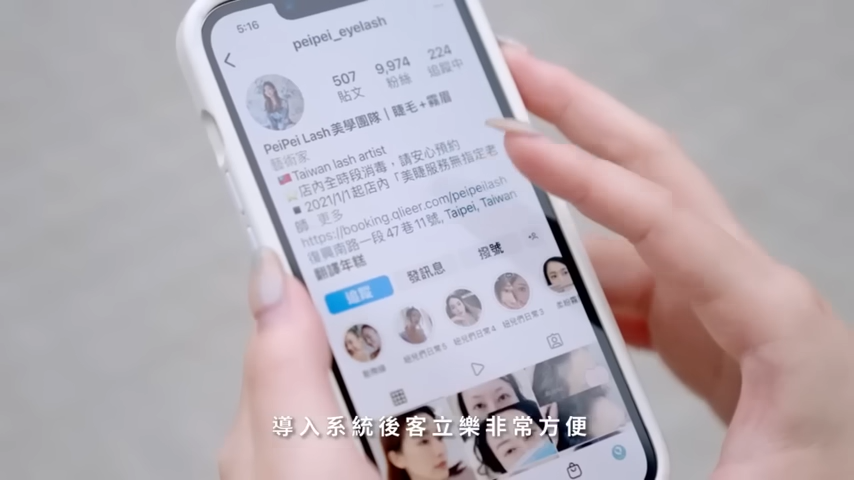 5:16
peipei_eyelash
507
9,974
224
貼文
粉絲
追蹤中
PeiPei Lash美學團隊｜睫毛+霧眉
藝術家
Taiwan lash artist
店內全時段消毒，請安心預約
2021/1/1起店內「美睫服務無指定老
師 更多
https://booking.qlieer.com/peipeilash
復興南路一段47巷11號, Taipei, Taiwan
翻譯年糕
追蹤
發訊息
撥號
導入系統後客立樂非常方便